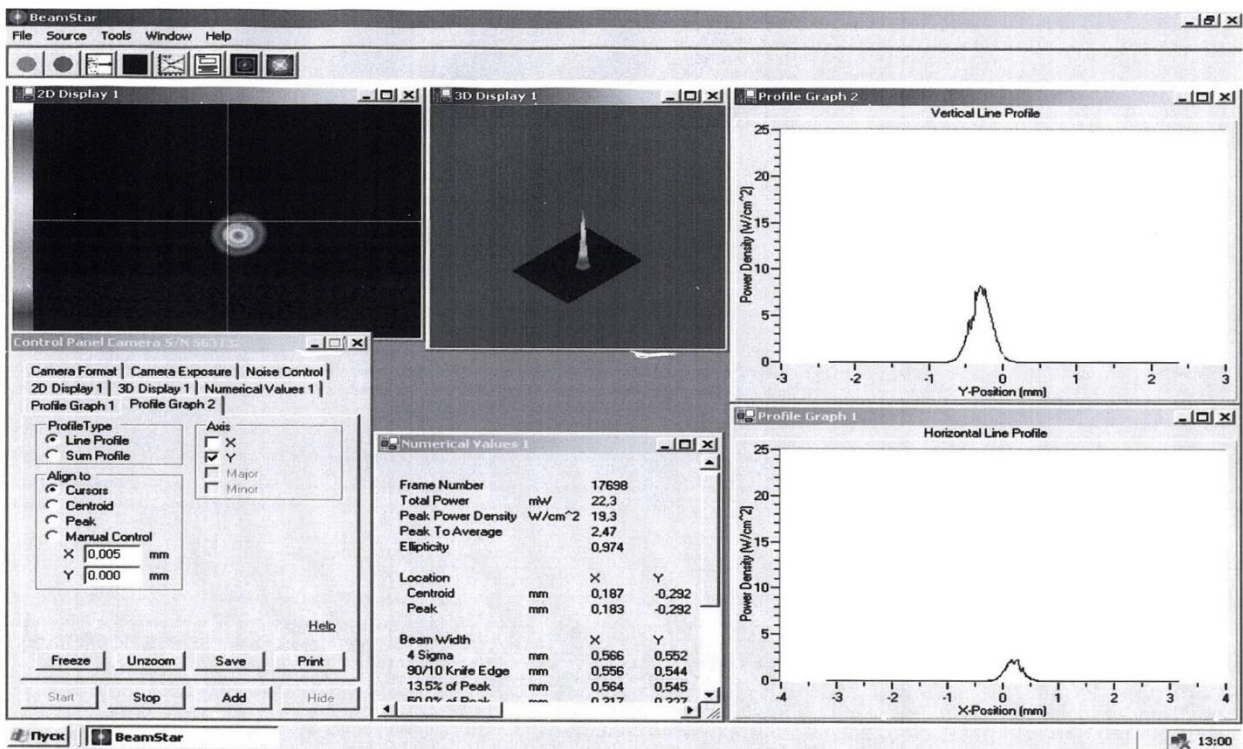 BeamStar
File Source Tools Window Help
2D Display 1
3D Display 1
Profile Graph 2
Vertical Line Profile
25
20
15
10
5
0
Power Density (W/cm^2)
-3 -2 -1 0 1 2 3
Y-Position (mm)
Control Panel Camera S/N
Camera Format Camera Exposure Noise Control
2D Display 1 3D Display 1 Numerical Values 1
Profile Graph 1 Profile Graph 2
Profile Type
Line Profile
Sum Profile
Axis
X
Y
Major
Minor
Align to
Cursors
Centroid
Peak
Manual Control
X 0,005 mm
Y 0.000 mm
Help
Freeze Unzoom Save Print
Start Stop Add Hide
Numerical Values 1
Frame Number 17698
Total Power mW 22,3
Peak Power Density W/cm^2 19,3
Peak To Average 2,47
Ellipticity 0,974
Location X Y
Centroid mm 0,187 -0,292
Peak mm 0,183 -0,292
Beam Width X Y
4 Sigma mm 0,566 0,552
90/10 Knife Edge mm 0,556 0,544
13.5% of Peak mm 0,564 0,545
Profile Graph 1
Horizontal Line Profile
25
20
15
10
5
0
Power Density (W/cm^2)
-4 -3 -2 -1 0 1 2 3 4
X-Position (mm)
Пуск BeamStar
13:00